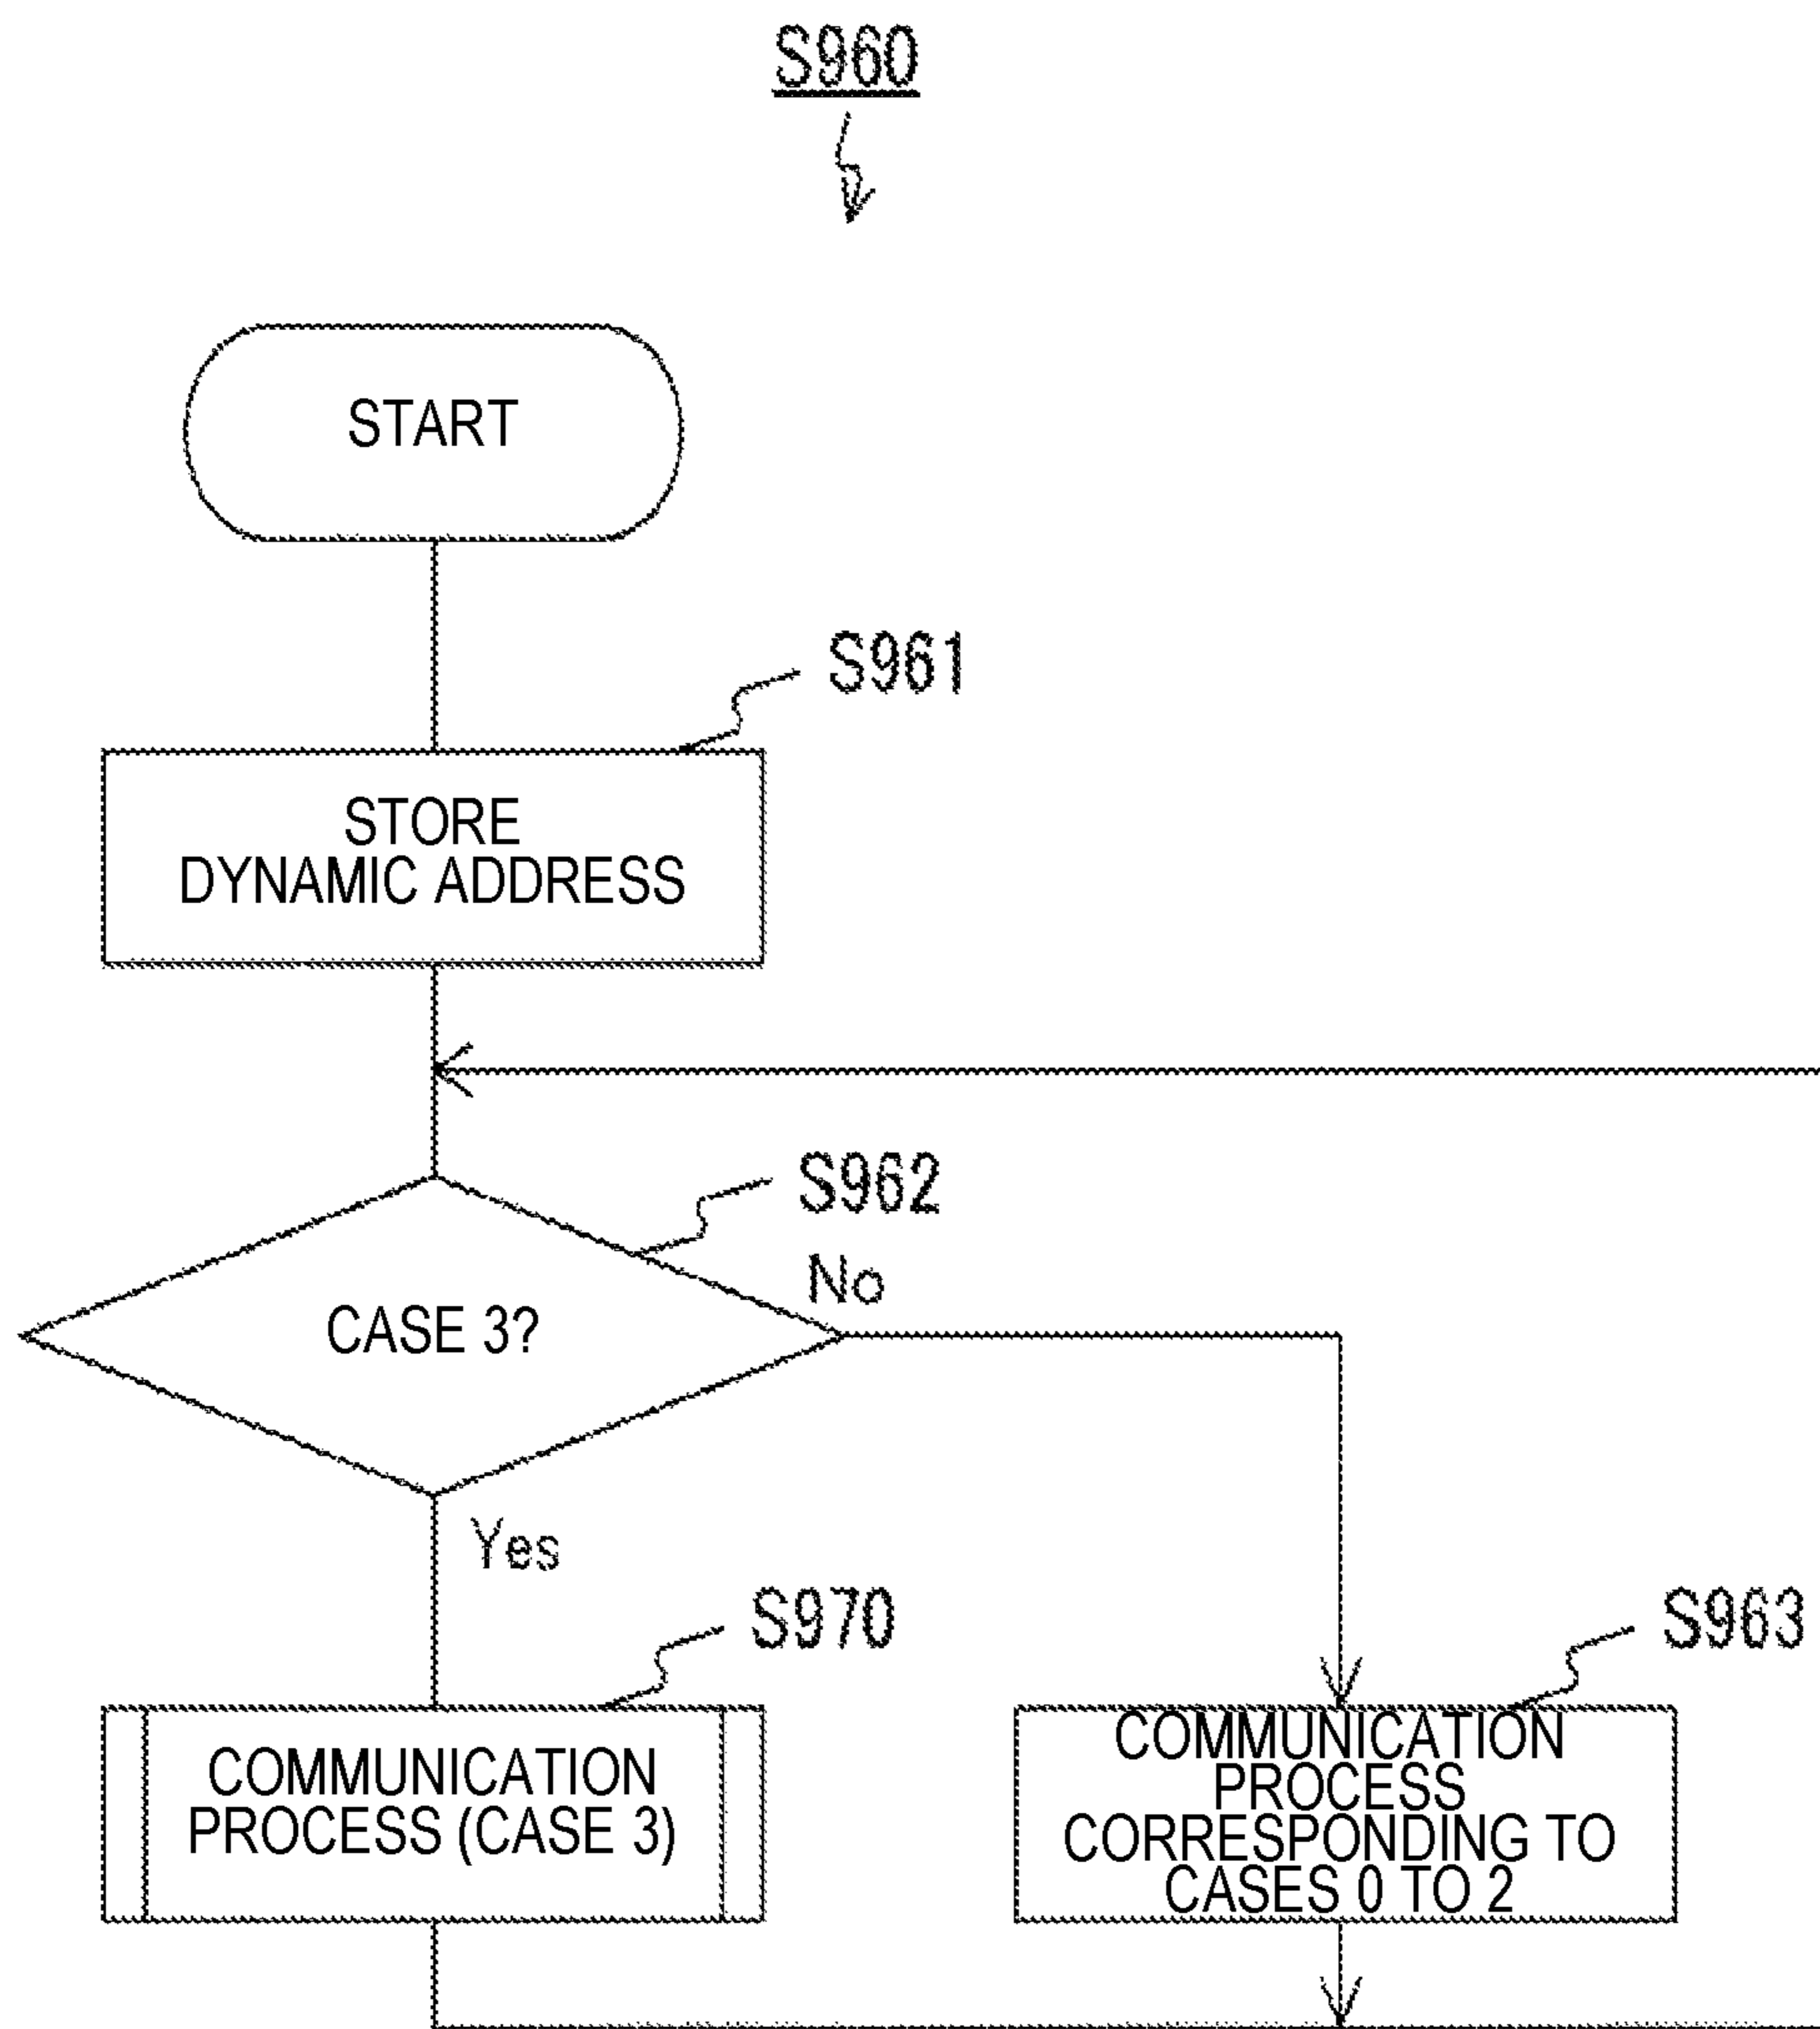 S960
START
S961
STORE
DYNAMIC ADDRESS
S962
No
CASE 3?
Yes
S970
S963
COMMUNICATION
PROCESS (CASE 3)
COMMUNICATION
PROCESS
CORRESPONDING TO
CASES 0 TO 2